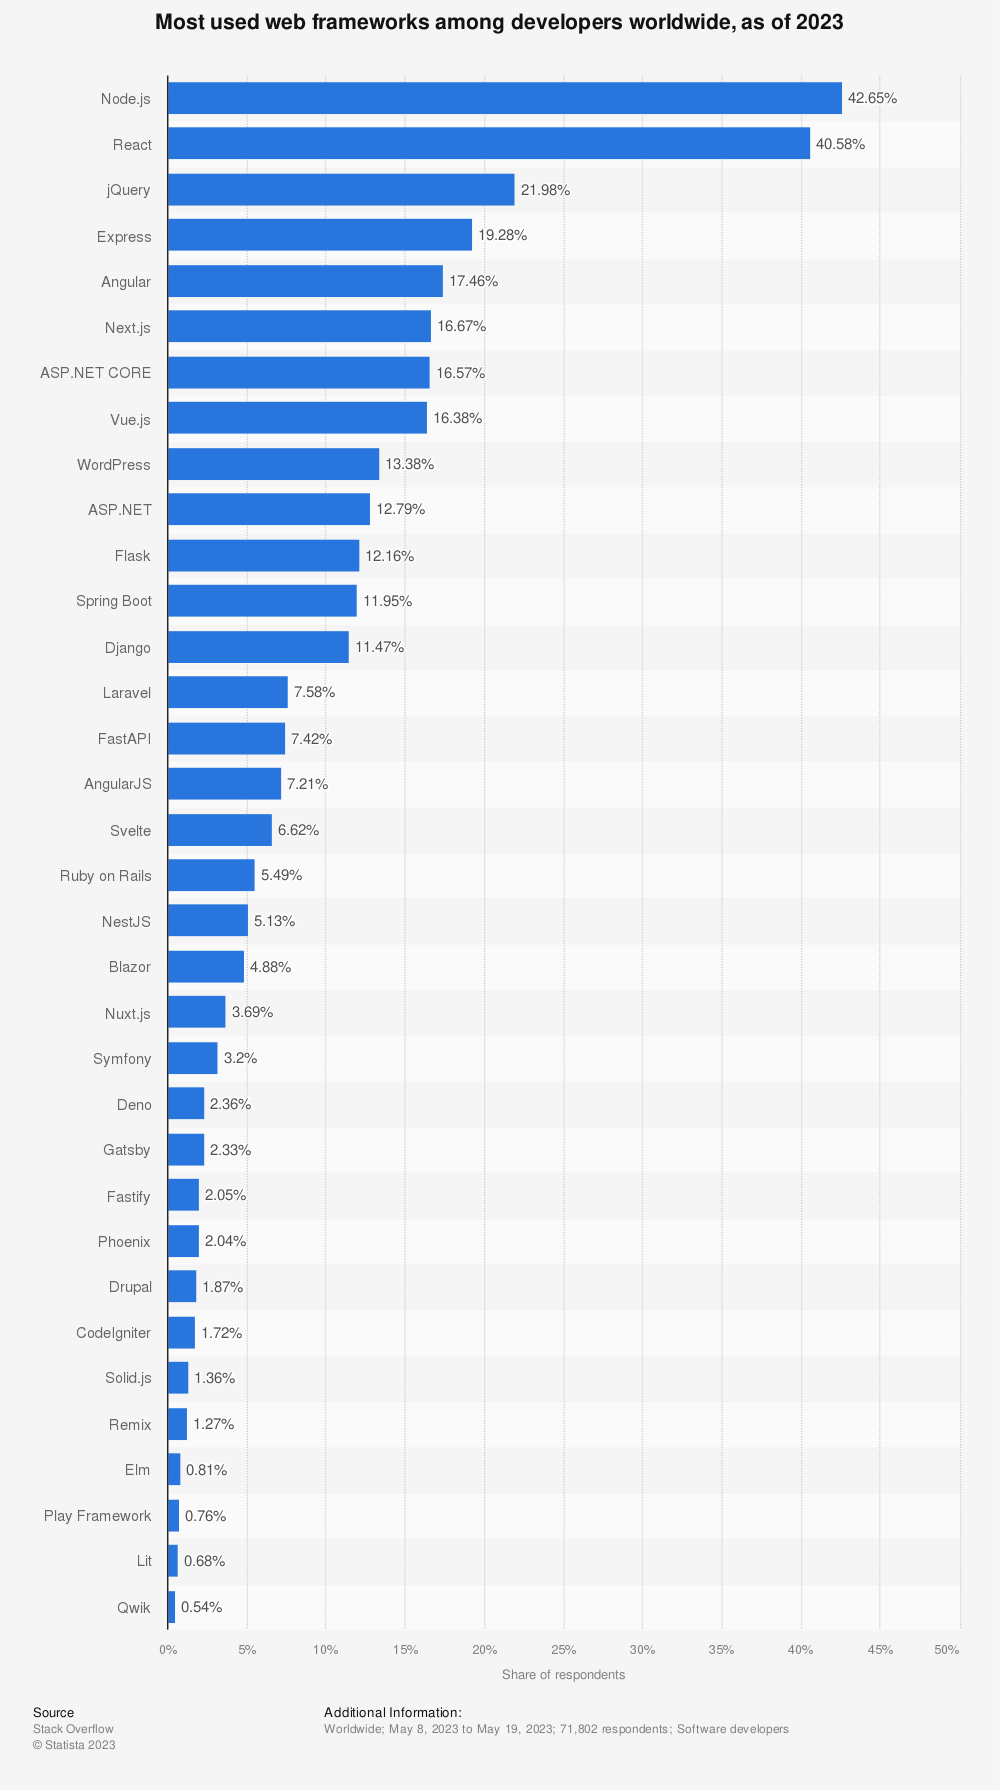 Most used web frameworks among developers worldwide, as of 2023
Node.js 42.65%
React 40.58%
jQuery 21.98%
Express 19.28%
Angular 17.46%
Next.js 16.67%
ASP.NET CORE 16.57%
Vue.js 16.38%
WordPress 13.38%
ASP.NET 12.79%
Flask 12.16%
Spring Boot 11.95%
Django 11.47%
Laravel 7.58%
FastAPI 7.42%
AngularJS 7.21%
Svelte 6.62%
Ruby on Rails 5.49%
NestJS 5.13%
Blazor 4.88%
Nuxt.js 3.69%
Symfony 3.2%
Deno 2.36%
Gatsby 2.33%
Fastify 2.05%
Phoenix 2.04%
Drupal 1.87%
CodeIgniter 1.72%
Solid.js 1.36%
Remix 1.27%
Elm 0.81%
Play Framework 0.76%
Lit 0.68%
Qwik 0.54%
0% 5% 10% 15% 20% 25% 30% 35% 40% 45% 50%
Share of respondents
Source
Stack Overflow
© Statista 2023
Additional Information:
Worldwide; May 8, 2023 to May 19, 2023; 71,802 respondents; Software developers